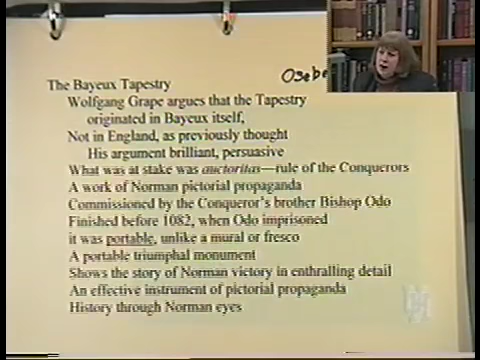 The Bayeux Tapestry
Wolfgang Grape argues that the Tapestry
originated in Bayeux itself,
Not in England, as previously thought
His argument brilliant, persuasive
What was at stake was auctoritas—rule of the Conquerors
A work of Norman pictorial propaganda
Commissioned by the Conqueror's brother Bishop Odo
Finished before 1082, when Odo imprisoned
it was portable, unlike a mural or fresco
A portable triumphal monument
Shows the story of Norman victory in enthralling detail
An effective instrument of pictorial propaganda
History through Norman eyes